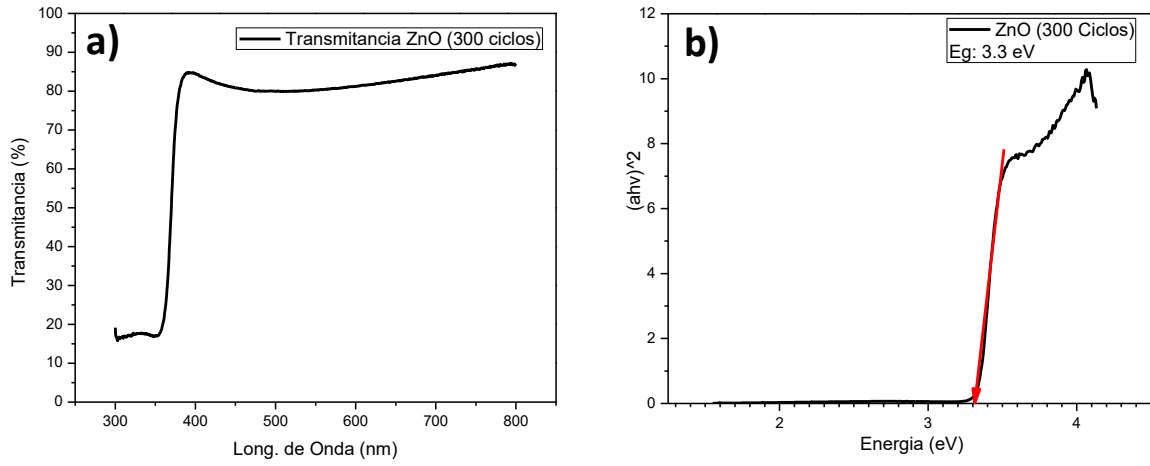 a)
Transmitancia ZnO (300 ciclos)
100
90
80
70
60
50
40
30
20
10
0
Transmitancia (%)
300 400 500 600 700 800
Long. de Onda (nm)
b)
ZnO (300 Ciclos)
Eg: 3.3 eV
12
10
8
6
4
2
0
(ahv)^2
2 3 4
Energia (eV)